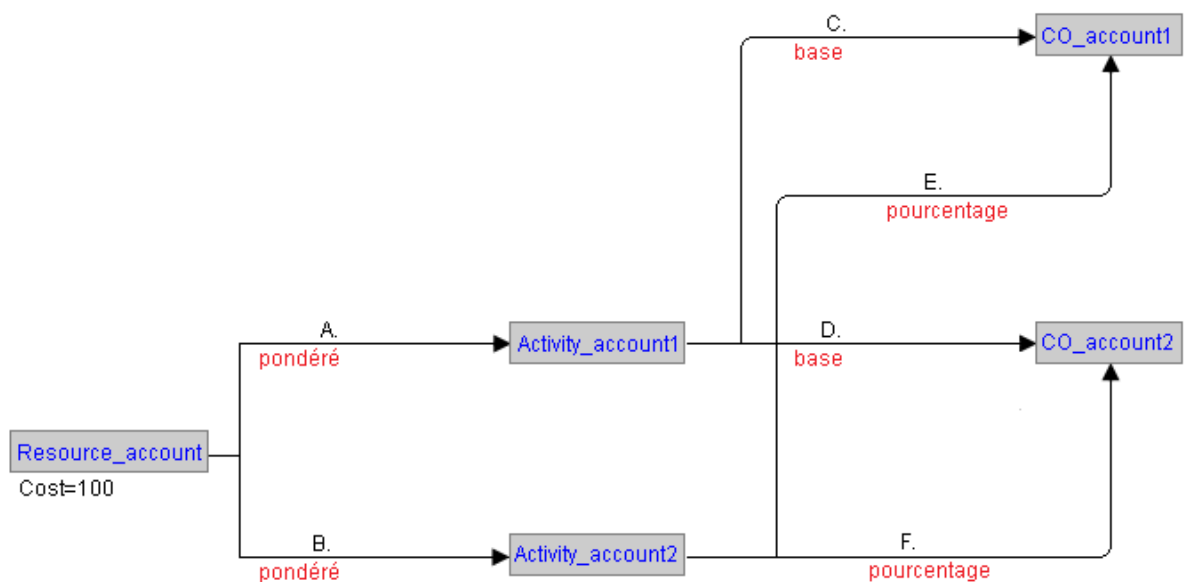 C.
CO_account1
base
E.
pourcentage
A.
Activity_account1
D.
CO_account2
pondéré
base
Resource_account
Cost=100
B.
Activity_account2
F.
pondéré
pourcentage